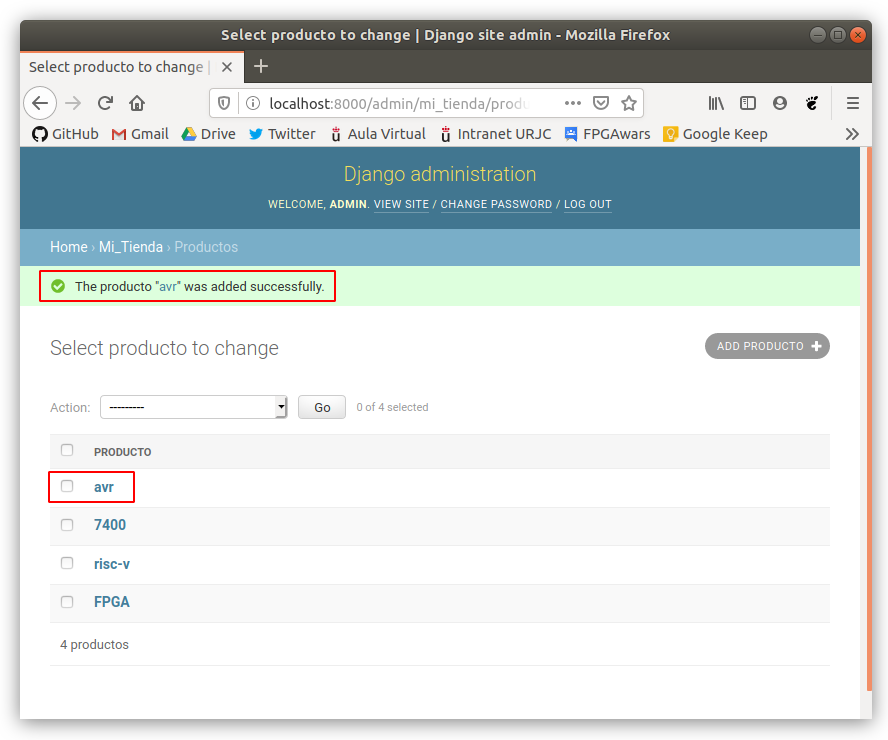 Select producto to change | Django site admin - Mozilla Firefox
Select producto to change |
localhost:8000/admin/mi_tienda/produ
GitHub Gmail Drive Twitter Aula Virtual Intranet URJC FPGAwars Google Keep
Django administration
WELCOME, ADMIN. VIEW SITE / CHANGE PASSWORD / LOG OUT
Home › Mi_Tienda › Productos
The producto "avr" was added successfully.
Select producto to change
ADD PRODUCTO +
Action: --------- Go 0 of 4 selected
PRODUCTO
avr
7400
risc-v
FPGA
4 productos